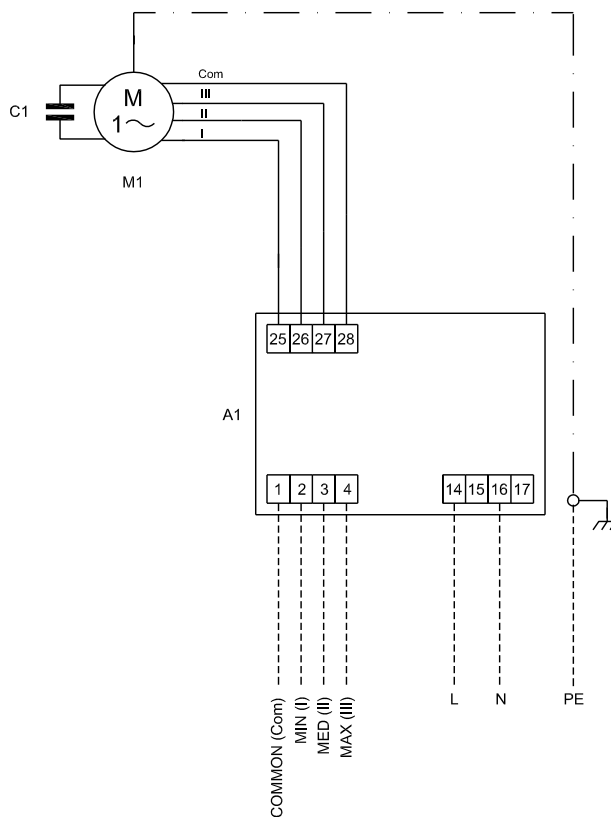 Com
III
II
I
C1
M
1~
M1
25 26 27 28
A1
1 2 3 4
14 15 16 17
COMMON (Com)
MIN (I)
MED (II)
MAX (III)
L
N
PE